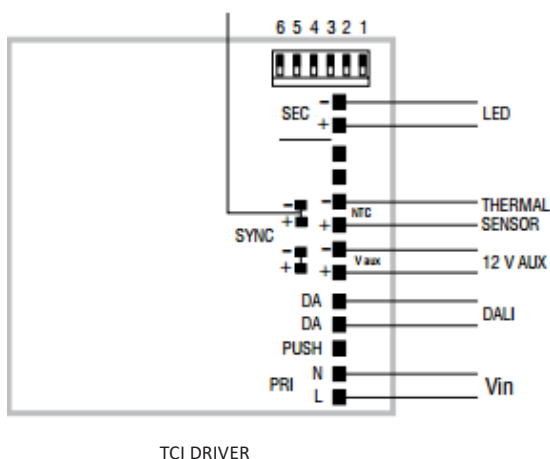 6 5 4 3 2 1
SEC - LED
+
- - THERMAL
NTC
+ + SENSOR
SYNC
- - 12 V AUX
V aux
+ +
DA DALI
DA
PUSH
PRI N Vin
L
TCI DRIVER